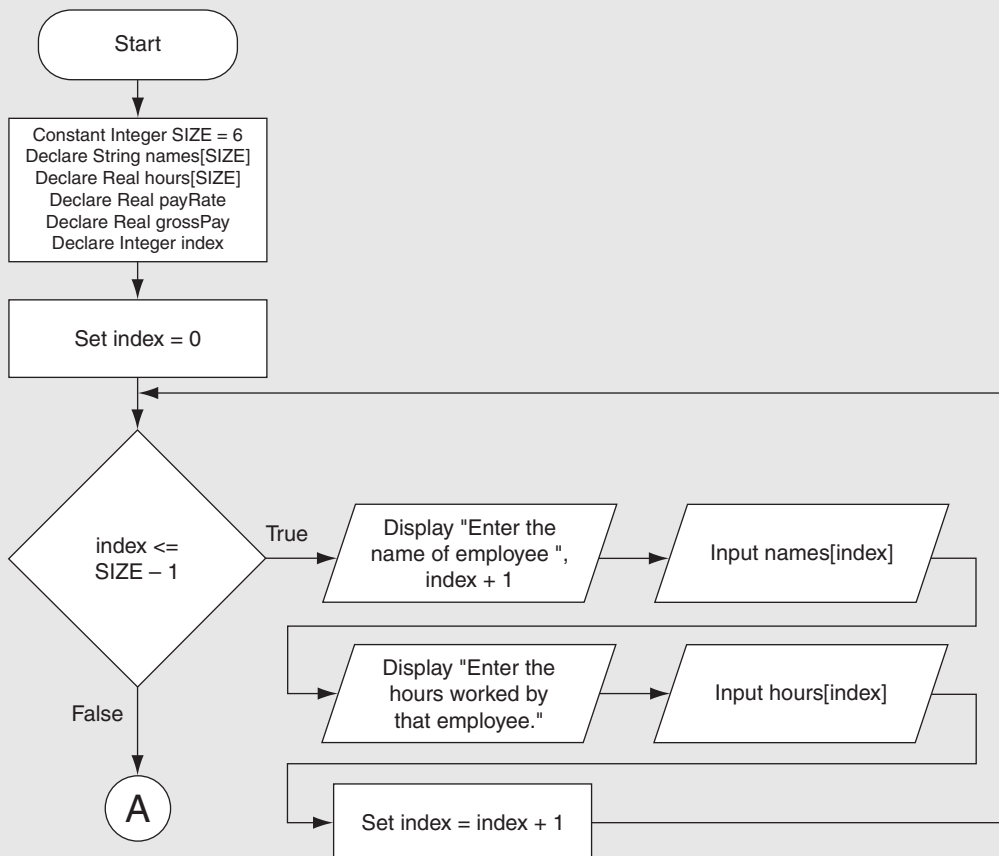 Start
Constant Integer SIZE = 6
Declare String names[SIZE]
Declare Real hours[SIZE]
Declare Real payRate
Declare Real grossPay
Declare Integer index
Set index = 0
index <=
SIZE – 1
True
Display "Enter the
name of employee ",
index + 1
Input names[index]
Display "Enter the
hours worked by
that employee."
Input hours[index]
Set index = index + 1
False
A